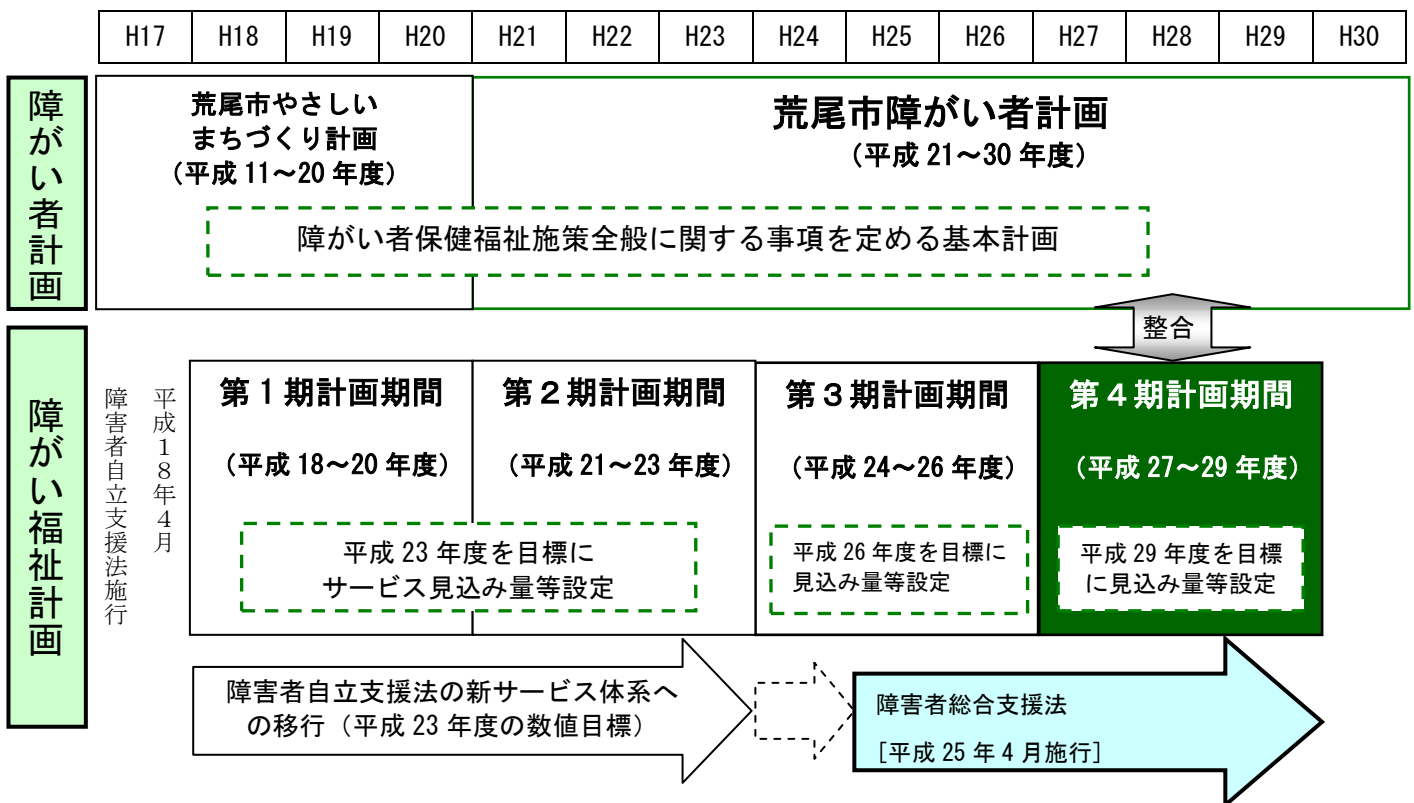 H17 H18 H19 H20 H21 H22 H23 H24 H25 H26 H27 H28 H29 H30
障がい者計画
荒尾市やさしい
まちづくり計画
（平成 11～20 年度）
荒尾市障がい者計画
（平成 21～30 年度）
障がい者保健福祉施策全般に関する事項を定める基本計画
整合
障がい福祉計画
平成１８年４月
障害者自立支援法施行
第１期計画期間
（平成 18～20 年度）
第２期計画期間
（平成 21～23 年度）
第３期計画期間
（平成 24～26 年度）
第４期計画期間
（平成 27～29 年度）
平成 23 年度を目標に
サービス見込み量等設定
平成 26 年度を目標に
見込み量等設定
平成 29 年度を目標
に見込み量等設定
障害者自立支援法の新サービス体系へ
の移行（平成 23 年度の数値目標）
障害者総合支援法
[平成 25 年 4 月施行]